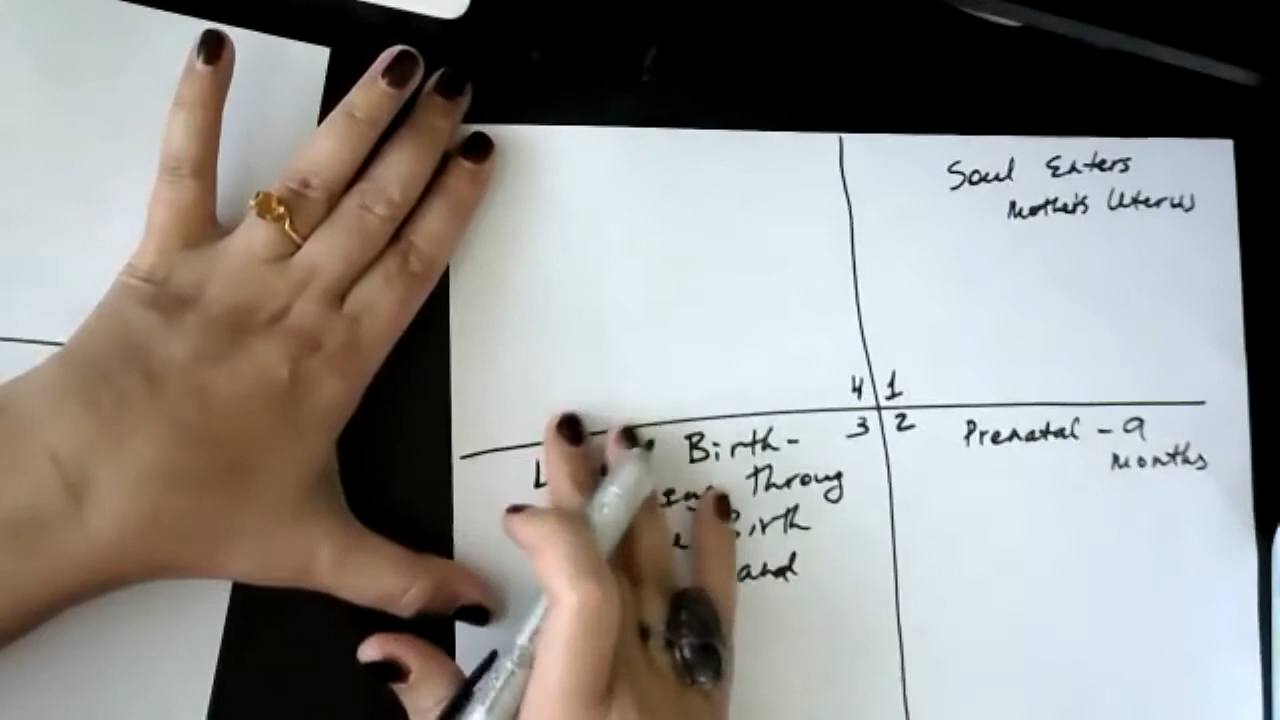 Soul Enters
Mother's Uterus
4 1
3 2
Prenatal - 9
Months
Birth-
throug
and